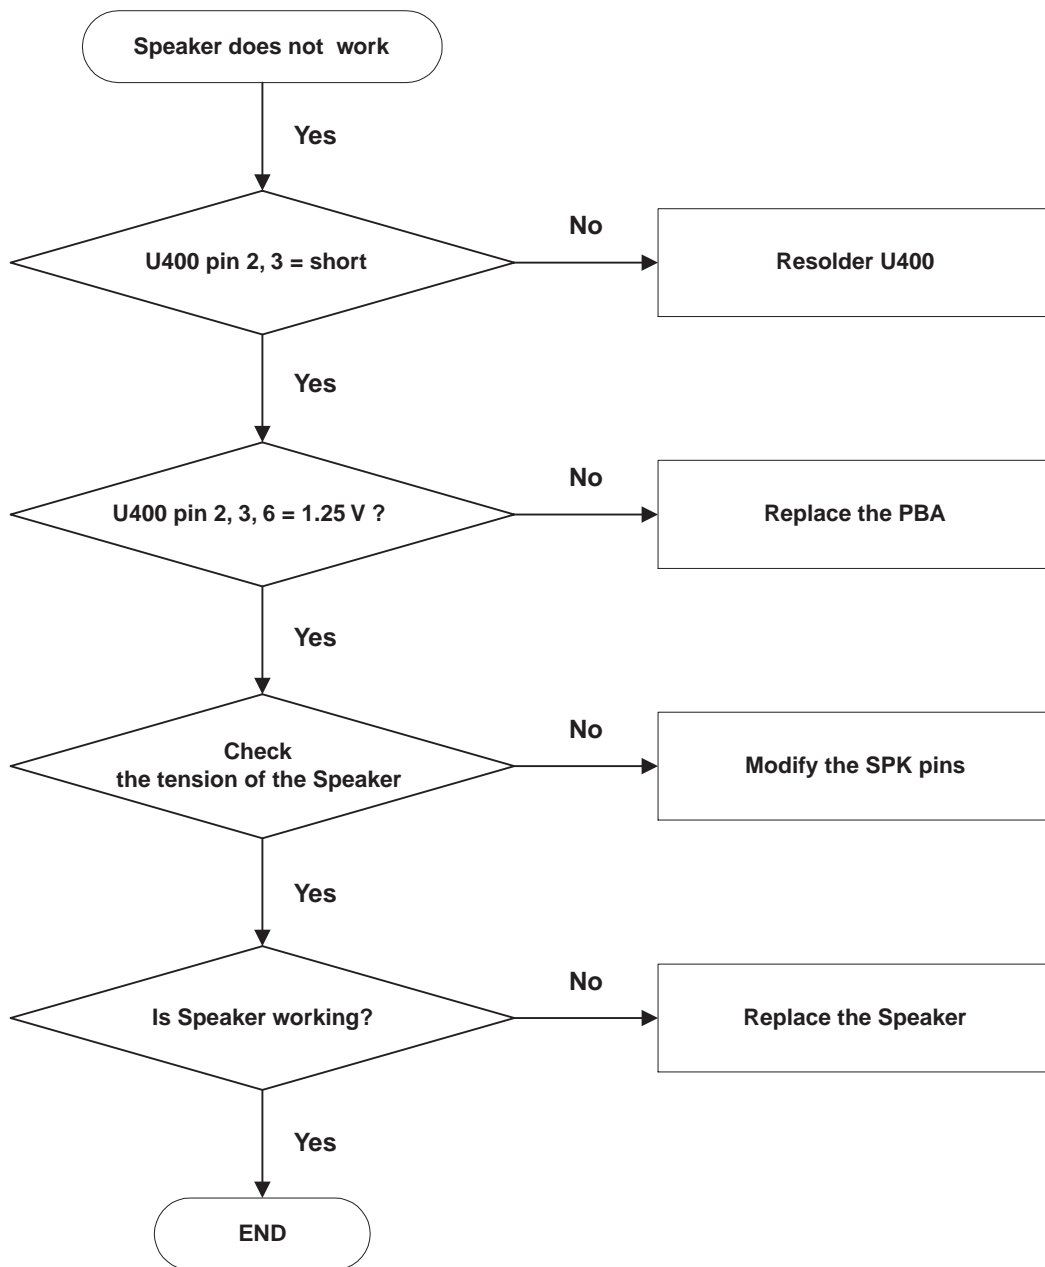 Speaker does not work
Yes
U400 pin 2, 3 = short
No
Resolder U400
Yes
U400 pin 2, 3, 6 = 1.25 V ?
No
Replace the PBA
Yes
Check
the tension of the Speaker
No
Modify the SPK pins
Yes
Is Speaker working?
No
Replace the Speaker
Yes
END